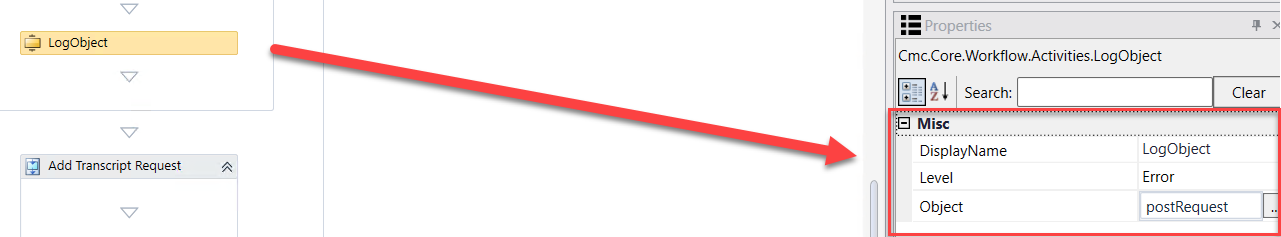 LogObject
Add Transcript Request
Properties
Cmc.Core.Workflow.Activities.LogObject
A Z Search: Clear
Misc
DisplayName LogObject
Level Error
Object postRequest ...